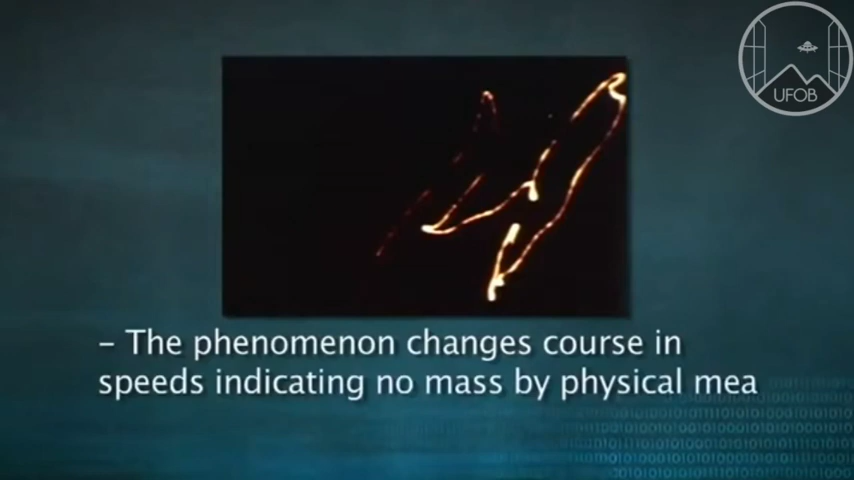 UFOB
– The phenomenon changes course in
speeds indicating no mass by physical mea